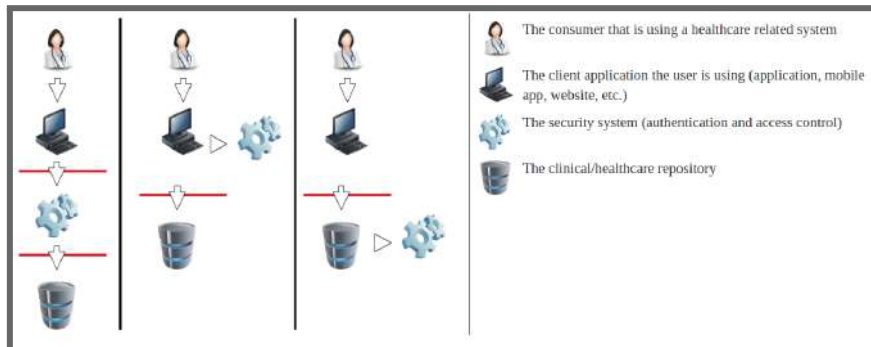 The consumer that is using a healthcare related system
The client application the user is using (application, mobile
app, website, etc.)
The security system (authentication and access control)
The clinical/healthcare repository